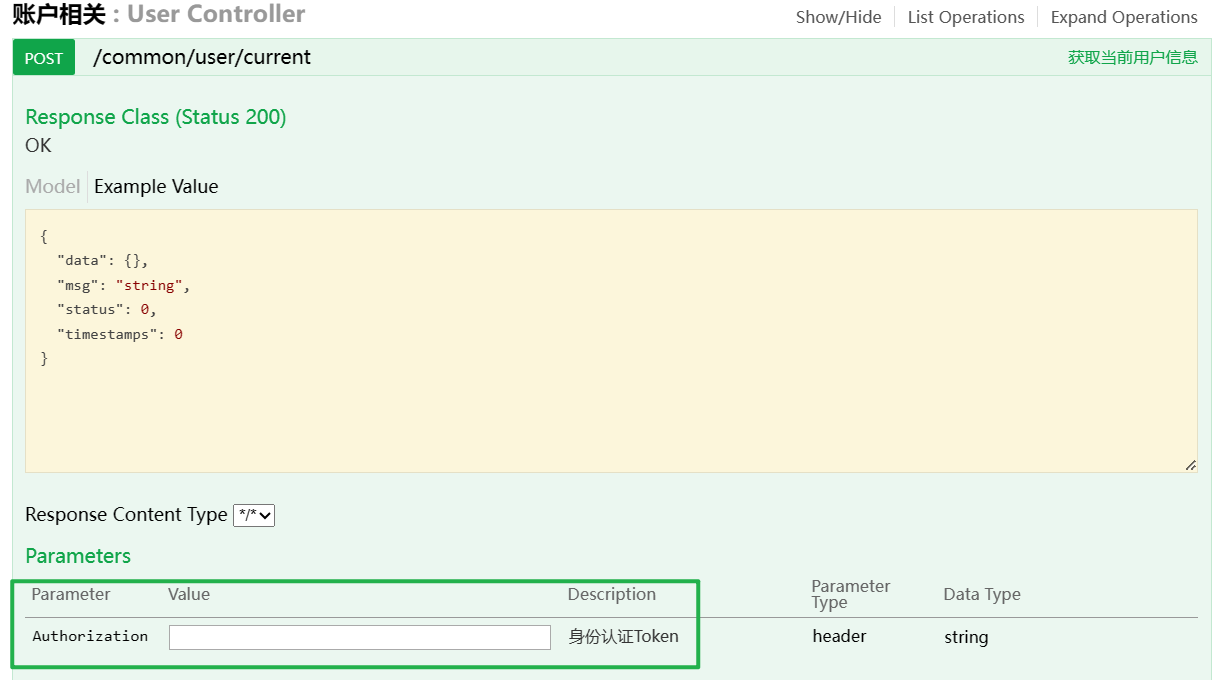 账户相关 : User Controller
Show/Hide List Operations Expand Operations
POST /common/user/current 获取当前用户信息
Response Class (Status 200)
OK
Model Example Value
{
"data": {},
"msg": "string",
"status": 0,
"timestamps": 0
}
Response Content Type */*
Parameters
Parameter Value Description Parameter Type Data Type
Authorization 身份认证Token header string